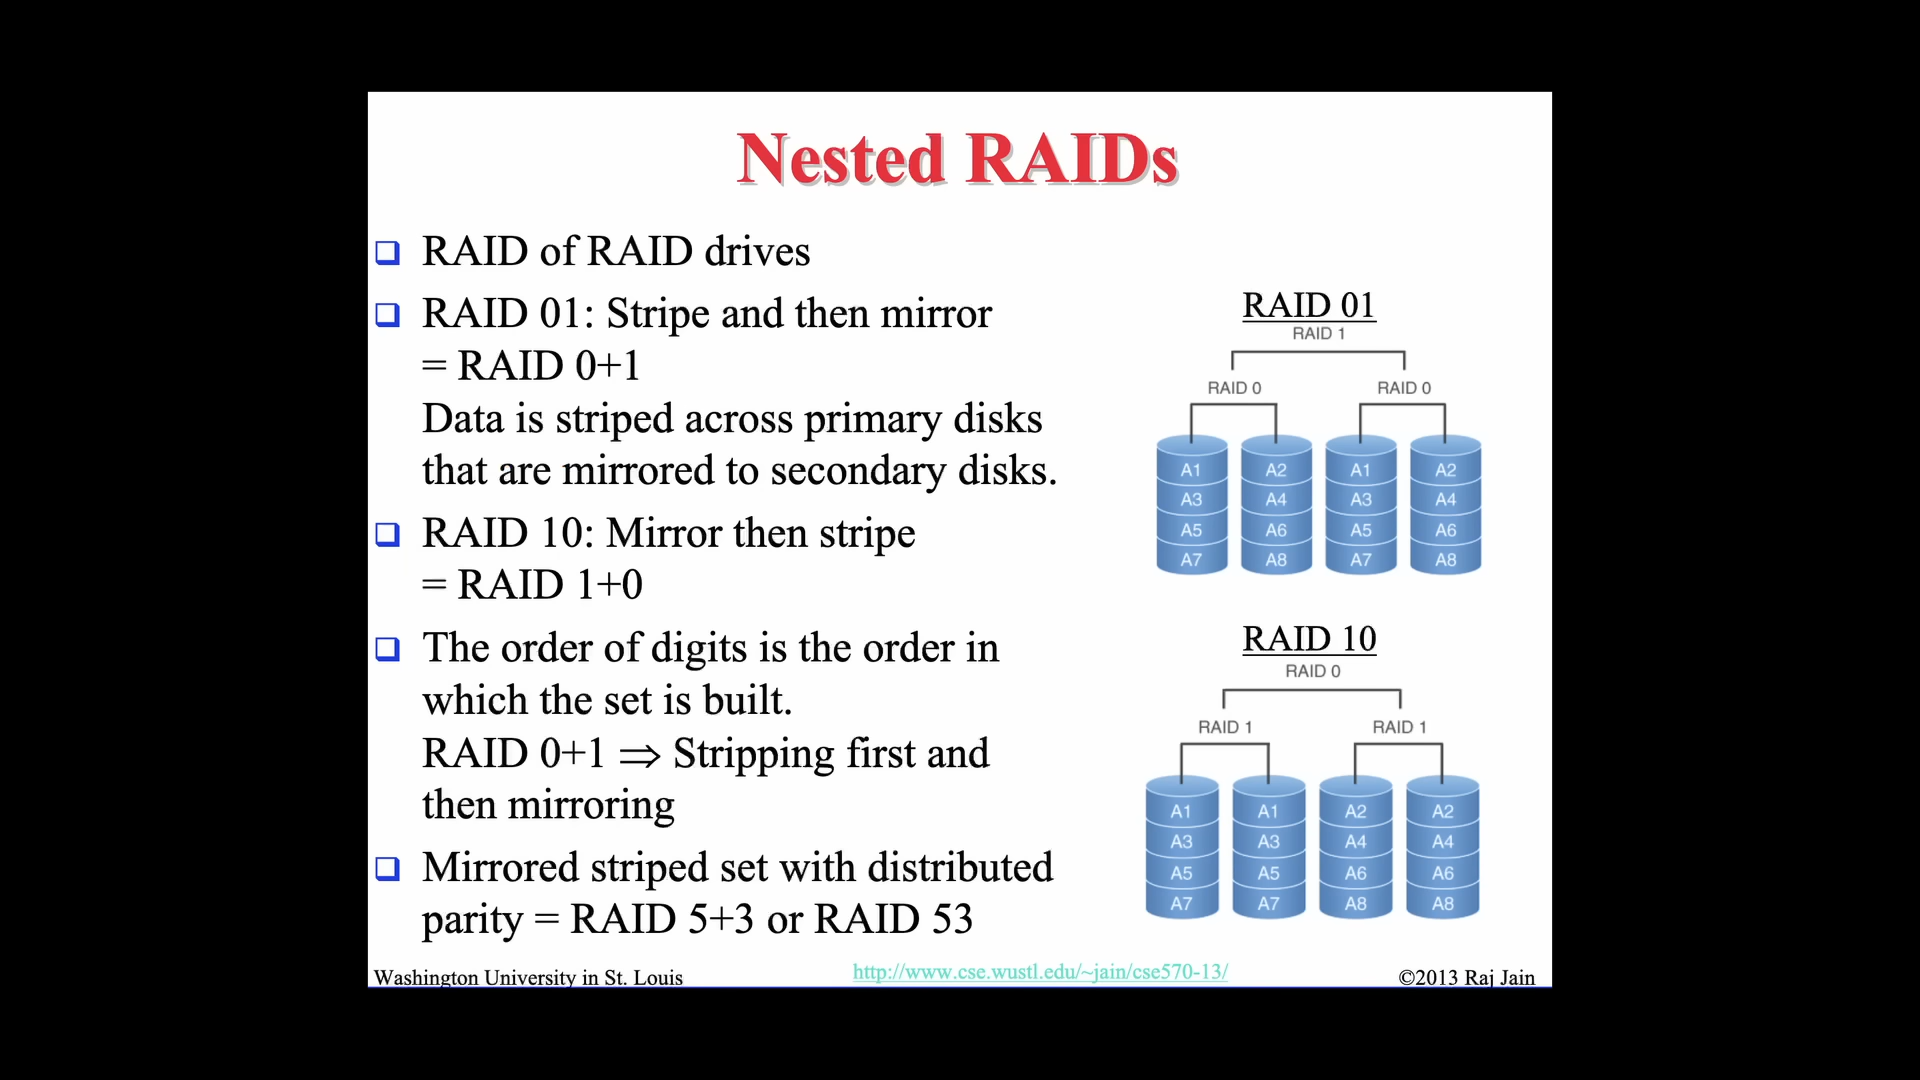 Nested RAIDs
RAID of RAID drives
RAID 01: Stripe and then mirror
= RAID 0+1
Data is striped across primary disks
that are mirrored to secondary disks.
RAID 10: Mirror then stripe
= RAID 1+0
The order of digits is the order in
which the set is built.
RAID 0+1 ⇒ Stripping first and
then mirroring
Mirrored striped set with distributed
parity = RAID 5+3 or RAID 53
RAID 01
RAID 1
RAID 0 RAID 0
A1 A2 A1 A2
A3 A4 A3 A4
A5 A6 A5 A6
A7 A8 A7 A8
RAID 10
RAID 0
RAID 1 RAID 1
A1 A1 A2 A2
A3 A3 A4 A4
A5 A5 A6 A6
A7 A7 A8 A8
Washington University in St. Louis http://www.cse.wustl.edu/~jain/cse570-13/ ©2013 Raj Jain